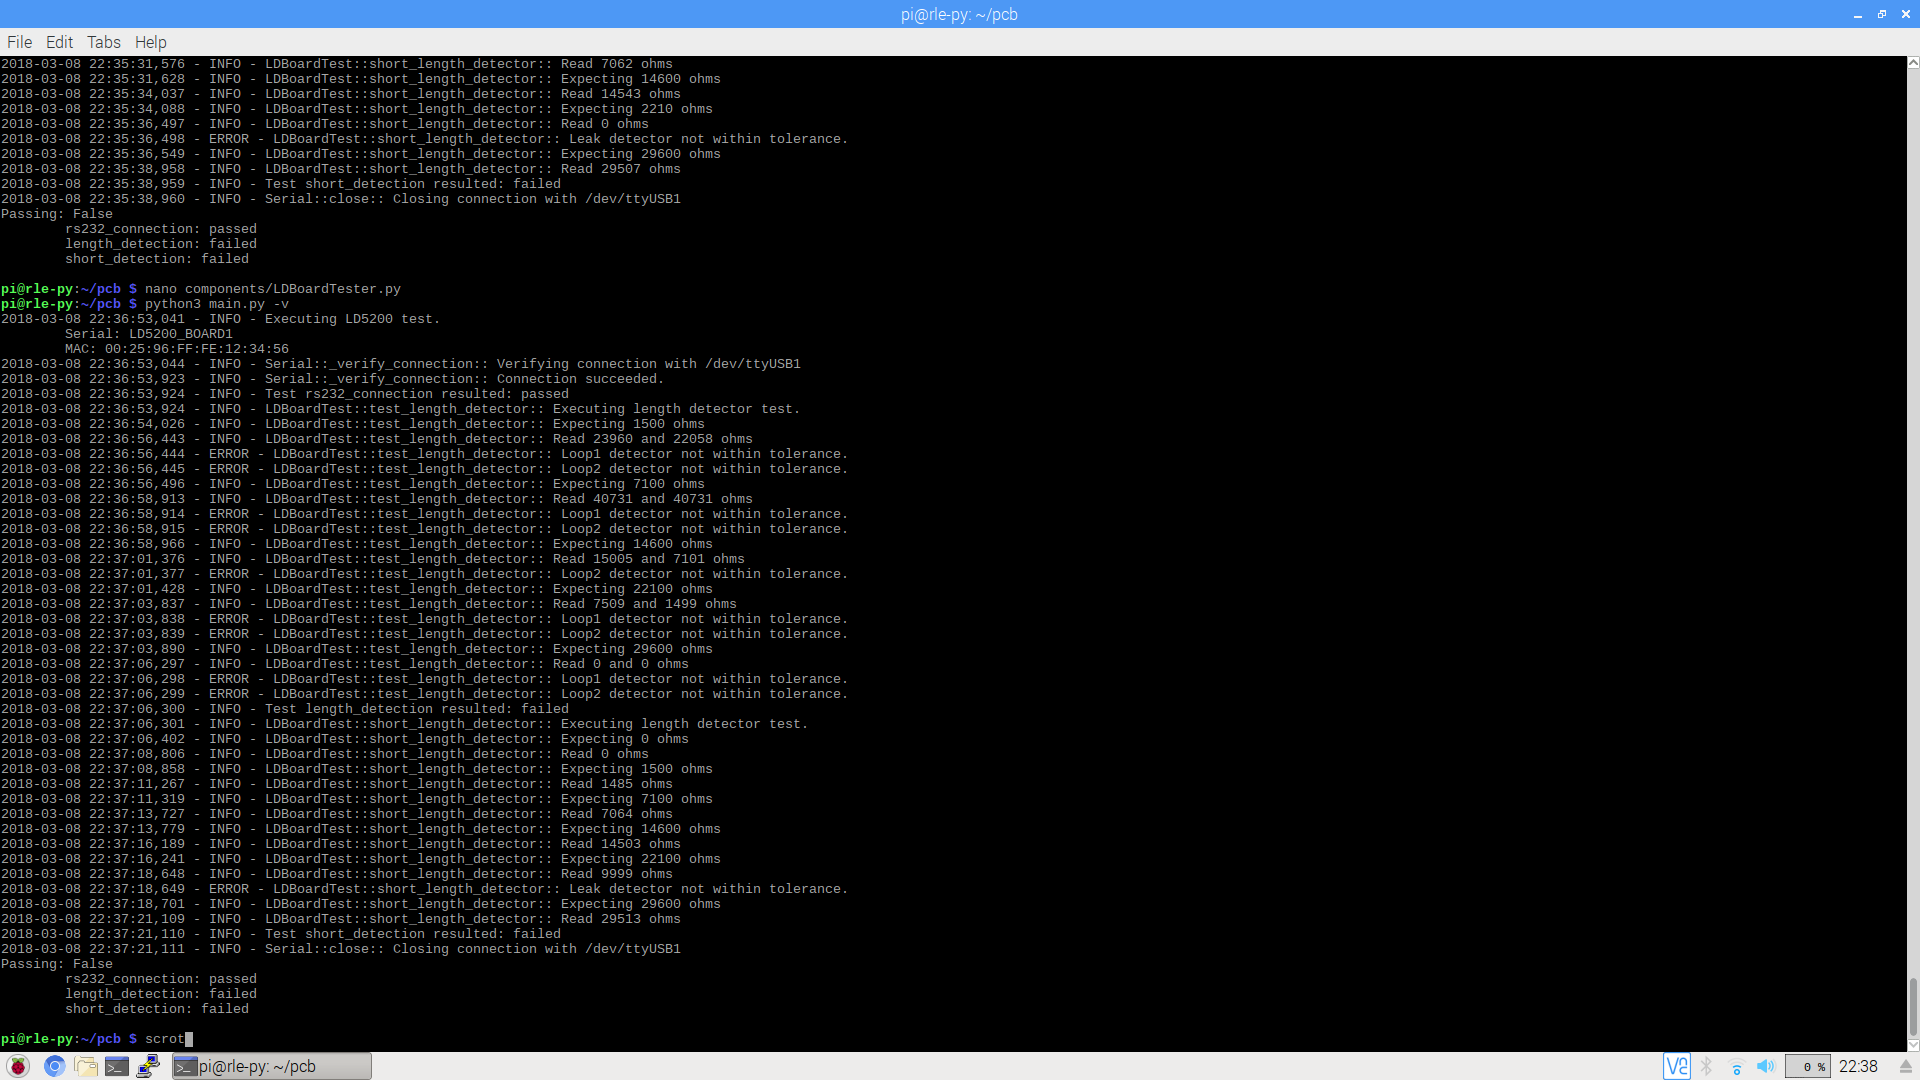 pi@rle-py: ~/pcb
File Edit Tabs Help
2018-03-08 22:35:31,576 - INFO - LDBoardTest::short_length_detector:: Read 7062 ohms
2018-03-08 22:35:31,628 - INFO - LDBoardTest::short_length_detector:: Expecting 14600 ohms
2018-03-08 22:35:34,037 - INFO - LDBoardTest::short_length_detector:: Read 14543 ohms
2018-03-08 22:35:34,088 - INFO - LDBoardTest::short_length_detector:: Expecting 2210 ohms
2018-03-08 22:35:36,497 - INFO - LDBoardTest::short_length_detector:: Read 0 ohms
2018-03-08 22:35:36,498 - ERROR - LDBoardTest::short_length_detector:: Leak detector not within tolerance.
2018-03-08 22:35:36,549 - INFO - LDBoardTest::short_length_detector:: Expecting 29600 ohms
2018-03-08 22:35:38,958 - INFO - LDBoardTest::short_length_detector:: Read 29507 ohms
2018-03-08 22:35:38,959 - INFO - Test short_detection resulted: failed
2018-03-08 22:35:38,960 - INFO - Serial::close:: Closing connection with /dev/ttyUSB1
Passing: False
rs232_connection: passed
length_detection: failed
short_detection: failed
pi@rle-py:~/pcb $ nano components/LDBoardTester.py
pi@rle-py:~/pcb $ python3 main.py -v
2018-03-08 22:36:53,041 - INFO - Executing LD5200 test.
Serial: LD5200_BOARD1
MAC: 00:25:96:FF:FE:12:34:56
2018-03-08 22:36:53,044 - INFO - Serial::_verify_connection:: Verifying connection with /dev/ttyUSB1
2018-03-08 22:36:53,923 - INFO - Serial::_verify_connection:: Connection succeeded.
2018-03-08 22:36:53,924 - INFO - Test rs232_connection resulted: passed
2018-03-08 22:36:53,924 - INFO - LDBoardTest::test_length_detector:: Executing length detector test.
2018-03-08 22:36:54,026 - INFO - LDBoardTest::test_length_detector:: Expecting 1500 ohms
2018-03-08 22:36:56,443 - INFO - LDBoardTest::test_length_detector:: Read 23960 and 22058 ohms
2018-03-08 22:36:56,444 - ERROR - LDBoardTest::test_length_detector:: Loop1 detector not within tolerance.
2018-03-08 22:36:56,445 - ERROR - LDBoardTest::test_length_detector:: Loop2 detector not within tolerance.
2018-03-08 22:36:56,496 - INFO - LDBoardTest::test_length_detector:: Expecting 7100 ohms
2018-03-08 22:36:58,913 - INFO - LDBoardTest::test_length_detector:: Read 40731 and 40731 ohms
2018-03-08 22:36:58,914 - ERROR - LDBoardTest::test_length_detector:: Loop1 detector not within tolerance.
2018-03-08 22:36:58,915 - ERROR - LDBoardTest::test_length_detector:: Loop2 detector not within tolerance.
2018-03-08 22:36:58,966 - INFO - LDBoardTest::test_length_detector:: Expecting 14600 ohms
2018-03-08 22:37:01,376 - INFO - LDBoardTest::test_length_detector:: Read 15005 and 7101 ohms
2018-03-08 22:37:01,377 - ERROR - LDBoardTest::test_length_detector:: Loop2 detector not within tolerance.
2018-03-08 22:37:01,428 - INFO - LDBoardTest::test_length_detector:: Expecting 22100 ohms
2018-03-08 22:37:03,837 - INFO - LDBoardTest::test_length_detector:: Read 7509 and 1499 ohms
2018-03-08 22:37:03,838 - ERROR - LDBoardTest::test_length_detector:: Loop1 detector not within tolerance.
2018-03-08 22:37:03,839 - ERROR - LDBoardTest::test_length_detector:: Loop2 detector not within tolerance.
2018-03-08 22:37:03,890 - INFO - LDBoardTest::test_length_detector:: Expecting 29600 ohms
2018-03-08 22:37:06,297 - INFO - LDBoardTest::test_length_detector:: Read 0 and 0 ohms
2018-03-08 22:37:06,298 - ERROR - LDBoardTest::test_length_detector:: Loop1 detector not within tolerance.
2018-03-08 22:37:06,299 - ERROR - LDBoardTest::test_length_detector:: Loop2 detector not within tolerance.
2018-03-08 22:37:06,300 - INFO - Test length_detection resulted: failed
2018-03-08 22:37:06,301 - INFO - LDBoardTest::short_length_detector:: Executing length detector test.
2018-03-08 22:37:06,402 - INFO - LDBoardTest::short_length_detector:: Expecting 0 ohms
2018-03-08 22:37:08,806 - INFO - LDBoardTest::short_length_detector:: Read 0 ohms
2018-03-08 22:37:08,858 - INFO - LDBoardTest::short_length_detector:: Expecting 1500 ohms
2018-03-08 22:37:11,267 - INFO - LDBoardTest::short_length_detector:: Read 1485 ohms
2018-03-08 22:37:11,319 - INFO - LDBoardTest::short_length_detector:: Expecting 7100 ohms
2018-03-08 22:37:13,727 - INFO - LDBoardTest::short_length_detector:: Read 7064 ohms
2018-03-08 22:37:13,779 - INFO - LDBoardTest::short_length_detector:: Expecting 14600 ohms
2018-03-08 22:37:16,189 - INFO - LDBoardTest::short_length_detector:: Read 14503 ohms
2018-03-08 22:37:16,241 - INFO - LDBoardTest::short_length_detector:: Expecting 22100 ohms
2018-03-08 22:37:18,648 - INFO - LDBoardTest::short_length_detector:: Read 9999 ohms
2018-03-08 22:37:18,649 - ERROR - LDBoardTest::short_length_detector:: Leak detector not within tolerance.
2018-03-08 22:37:18,701 - INFO - LDBoardTest::short_length_detector:: Expecting 29600 ohms
2018-03-08 22:37:21,109 - INFO - LDBoardTest::short_length_detector:: Read 29513 ohms
2018-03-08 22:37:21,110 - INFO - Test short_detection resulted: failed
2018-03-08 22:37:21,111 - INFO - Serial::close:: Closing connection with /dev/ttyUSB1
Passing: False
rs232_connection: passed
length_detection: failed
short_detection: failed
pi@rle-py:~/pcb $ scrot
pi@rle-py: ~/pcb
0 %
22:38